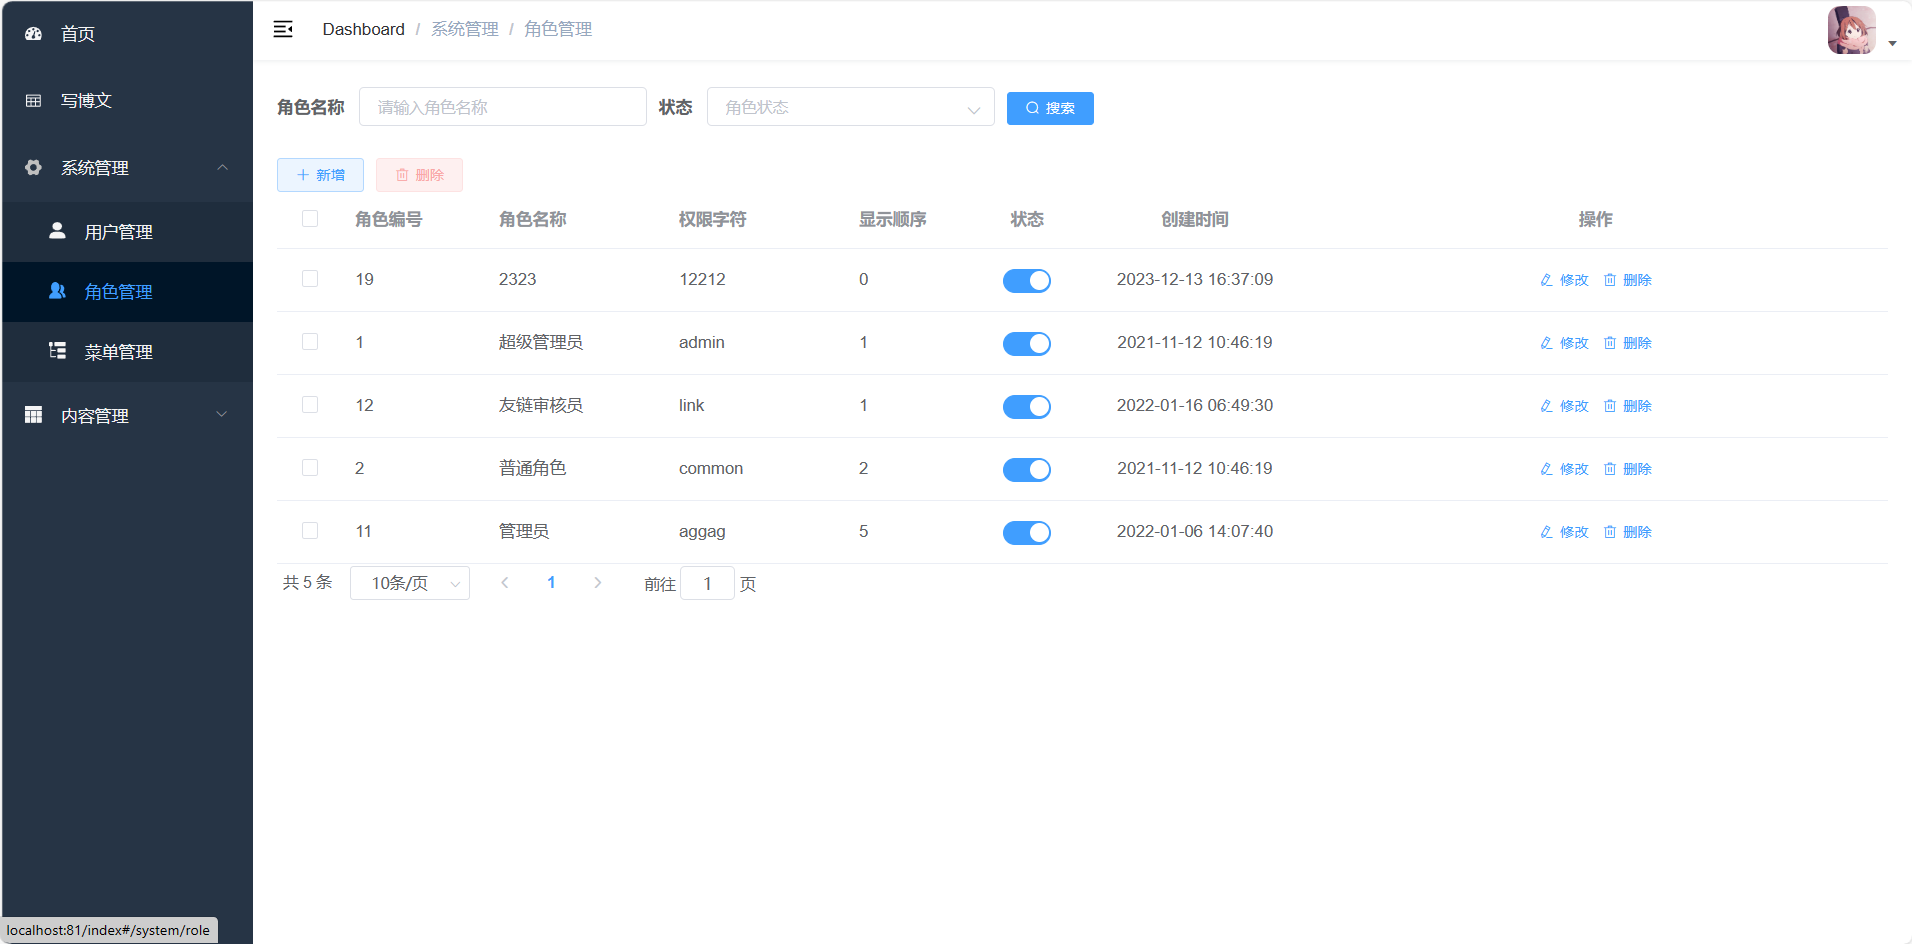 首页
写博文
系统管理
用户管理
角色管理
菜单管理
内容管理
Dashboard / 系统管理 / 角色管理
角色名称 请输入角色名称 状态 角色状态 搜索
新增 删除
角色编号 角色名称 权限字符 显示顺序 状态 创建时间 操作
19 2323 12212 0 2023-12-13 16:37:09 修改 删除
1 超级管理员 admin 1 2021-11-12 10:46:19 修改 删除
12 友链审核员 link 1 2022-01-16 06:49:30 修改 删除
2 普通角色 common 2 2021-11-12 10:46:19 修改 删除
11 管理员 aggag 5 2022-01-06 14:07:40 修改 删除
共 5 条 10条/页 1 前往 1 页
localhost:81/index#/system/role